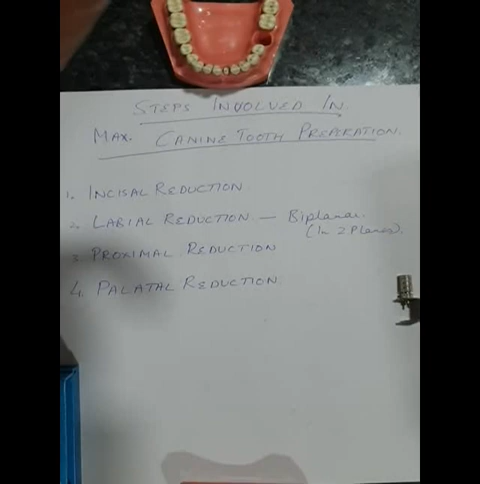 STEPS INVOLVED IN
MAX. CANINE TOOTH PREPERATION.
1. INCISAL REDUCTION
2. LABIAL REDUCTION — Biplanar
(In 2 Planes).
3. PROXIMAL REDUCTION
4. PALATAL REDUCTION.